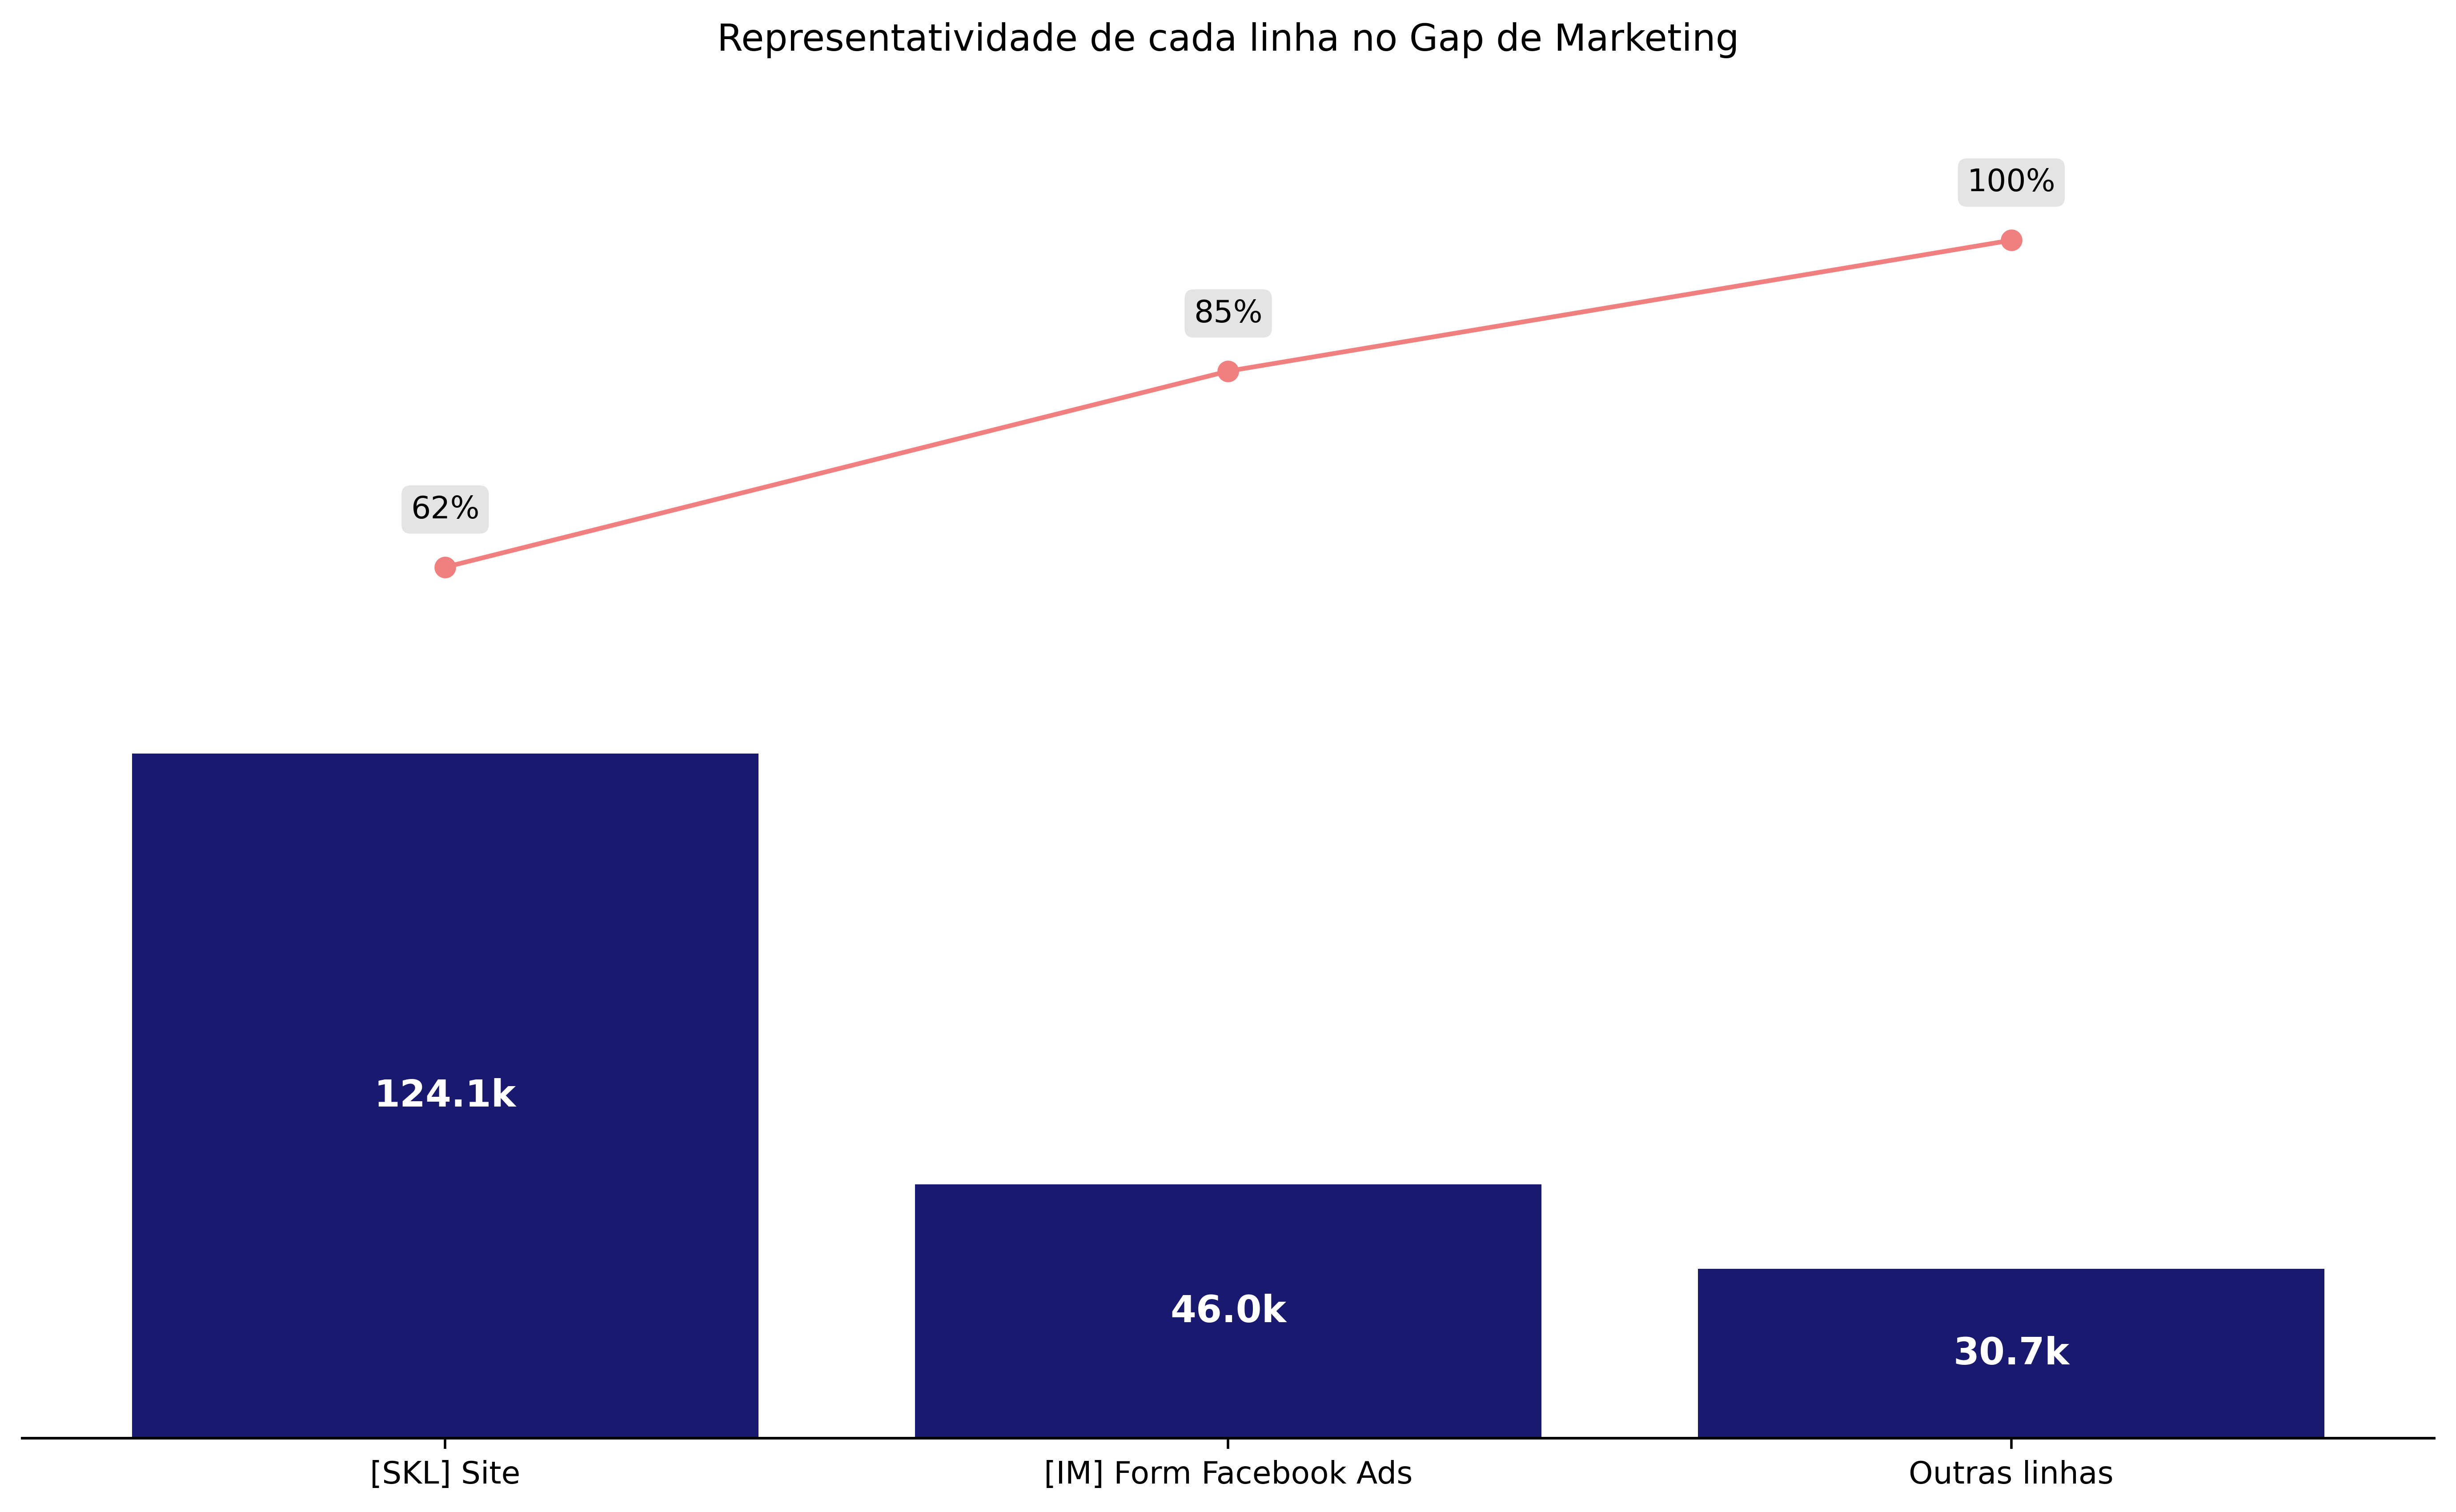 Representatividade de cada linha no Gap de Marketing
100%
85%
62%
124.1k
46.0k
30.7k
[SKL] Site
[IM] Form Facebook Ads
Outras linhas